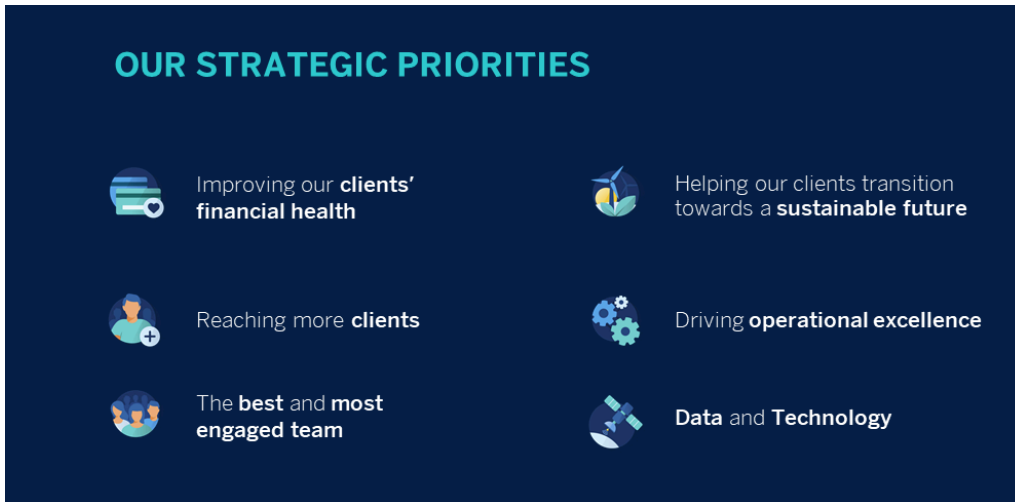 OUR STRATEGIC PRIORITIES
Improving our clients’
financial health
Helping our clients transition
towards a sustainable future
Reaching more clients
Driving operational excellence
The best and most
engaged team
Data and Technology